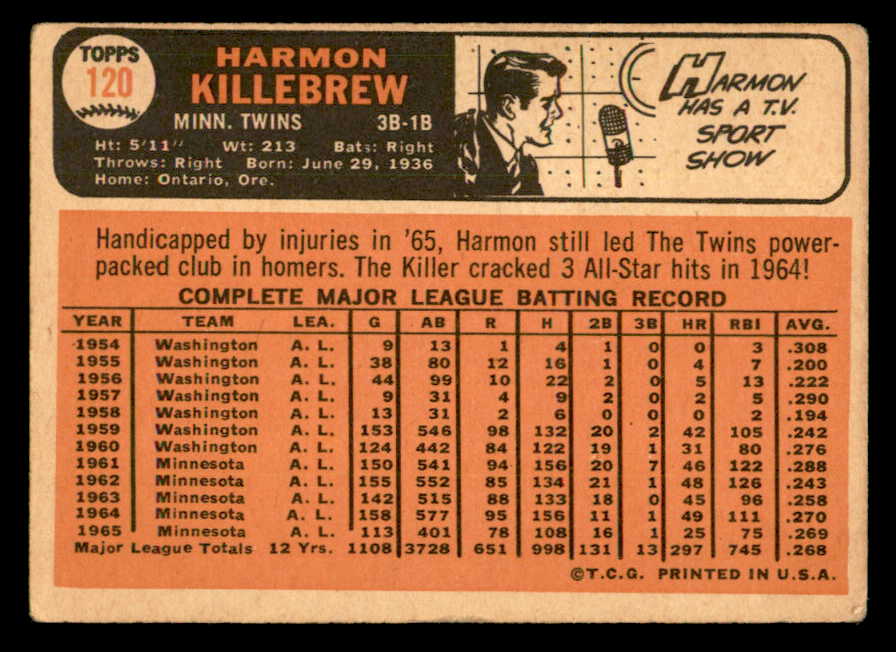 TOPPS
120
HARMON
KILLEBREW
MINN. TWINS 3B-1B
Ht: 5'11" Wt: 213 Bats: Right
Throws: Right Born: June 29, 1936
Home: Ontario, Ore.
HARMON
HAS A T.V.
SPORT
SHOW
Handicapped by injuries in '65, Harmon still led The Twins power-
packed club in homers. The Killer cracked 3 All-Star hits in 1964!
COMPLETE MAJOR LEAGUE BATTING RECORD
YEAR TEAM LEA. G AB R H 2B 3B HR RBI AVG.
1954 Washington A. L. 9 13 1 4 1 0 0 3 .308
1955 Washington A. L. 38 80 12 16 1 0 4 7 .200
1956 Washington A. L. 44 99 10 22 2 0 5 13 .222
1957 Washington A. L. 9 31 4 9 2 0 2 5 .290
1958 Washington A. L. 13 31 2 6 0 0 0 2 .194
1959 Washington A. L. 153 546 98 132 20 2 42 105 .242
1960 Washington A. L. 124 442 84 122 19 1 31 80 .276
1961 Minnesota A. L. 150 541 94 156 20 7 46 122 .288
1962 Minnesota A. L. 155 552 85 134 21 1 48 126 .243
1963 Minnesota A. L. 142 515 88 133 18 0 45 96 .258
1964 Minnesota A. L. 158 577 95 156 11 1 49 111 .270
1965 Minnesota A. L. 113 401 78 108 16 1 25 75 .269
Major League Totals 12 Yrs. 1108 3728 651 998 131 13 297 745 .268
©T.C.G. PRINTED IN U.S.A.